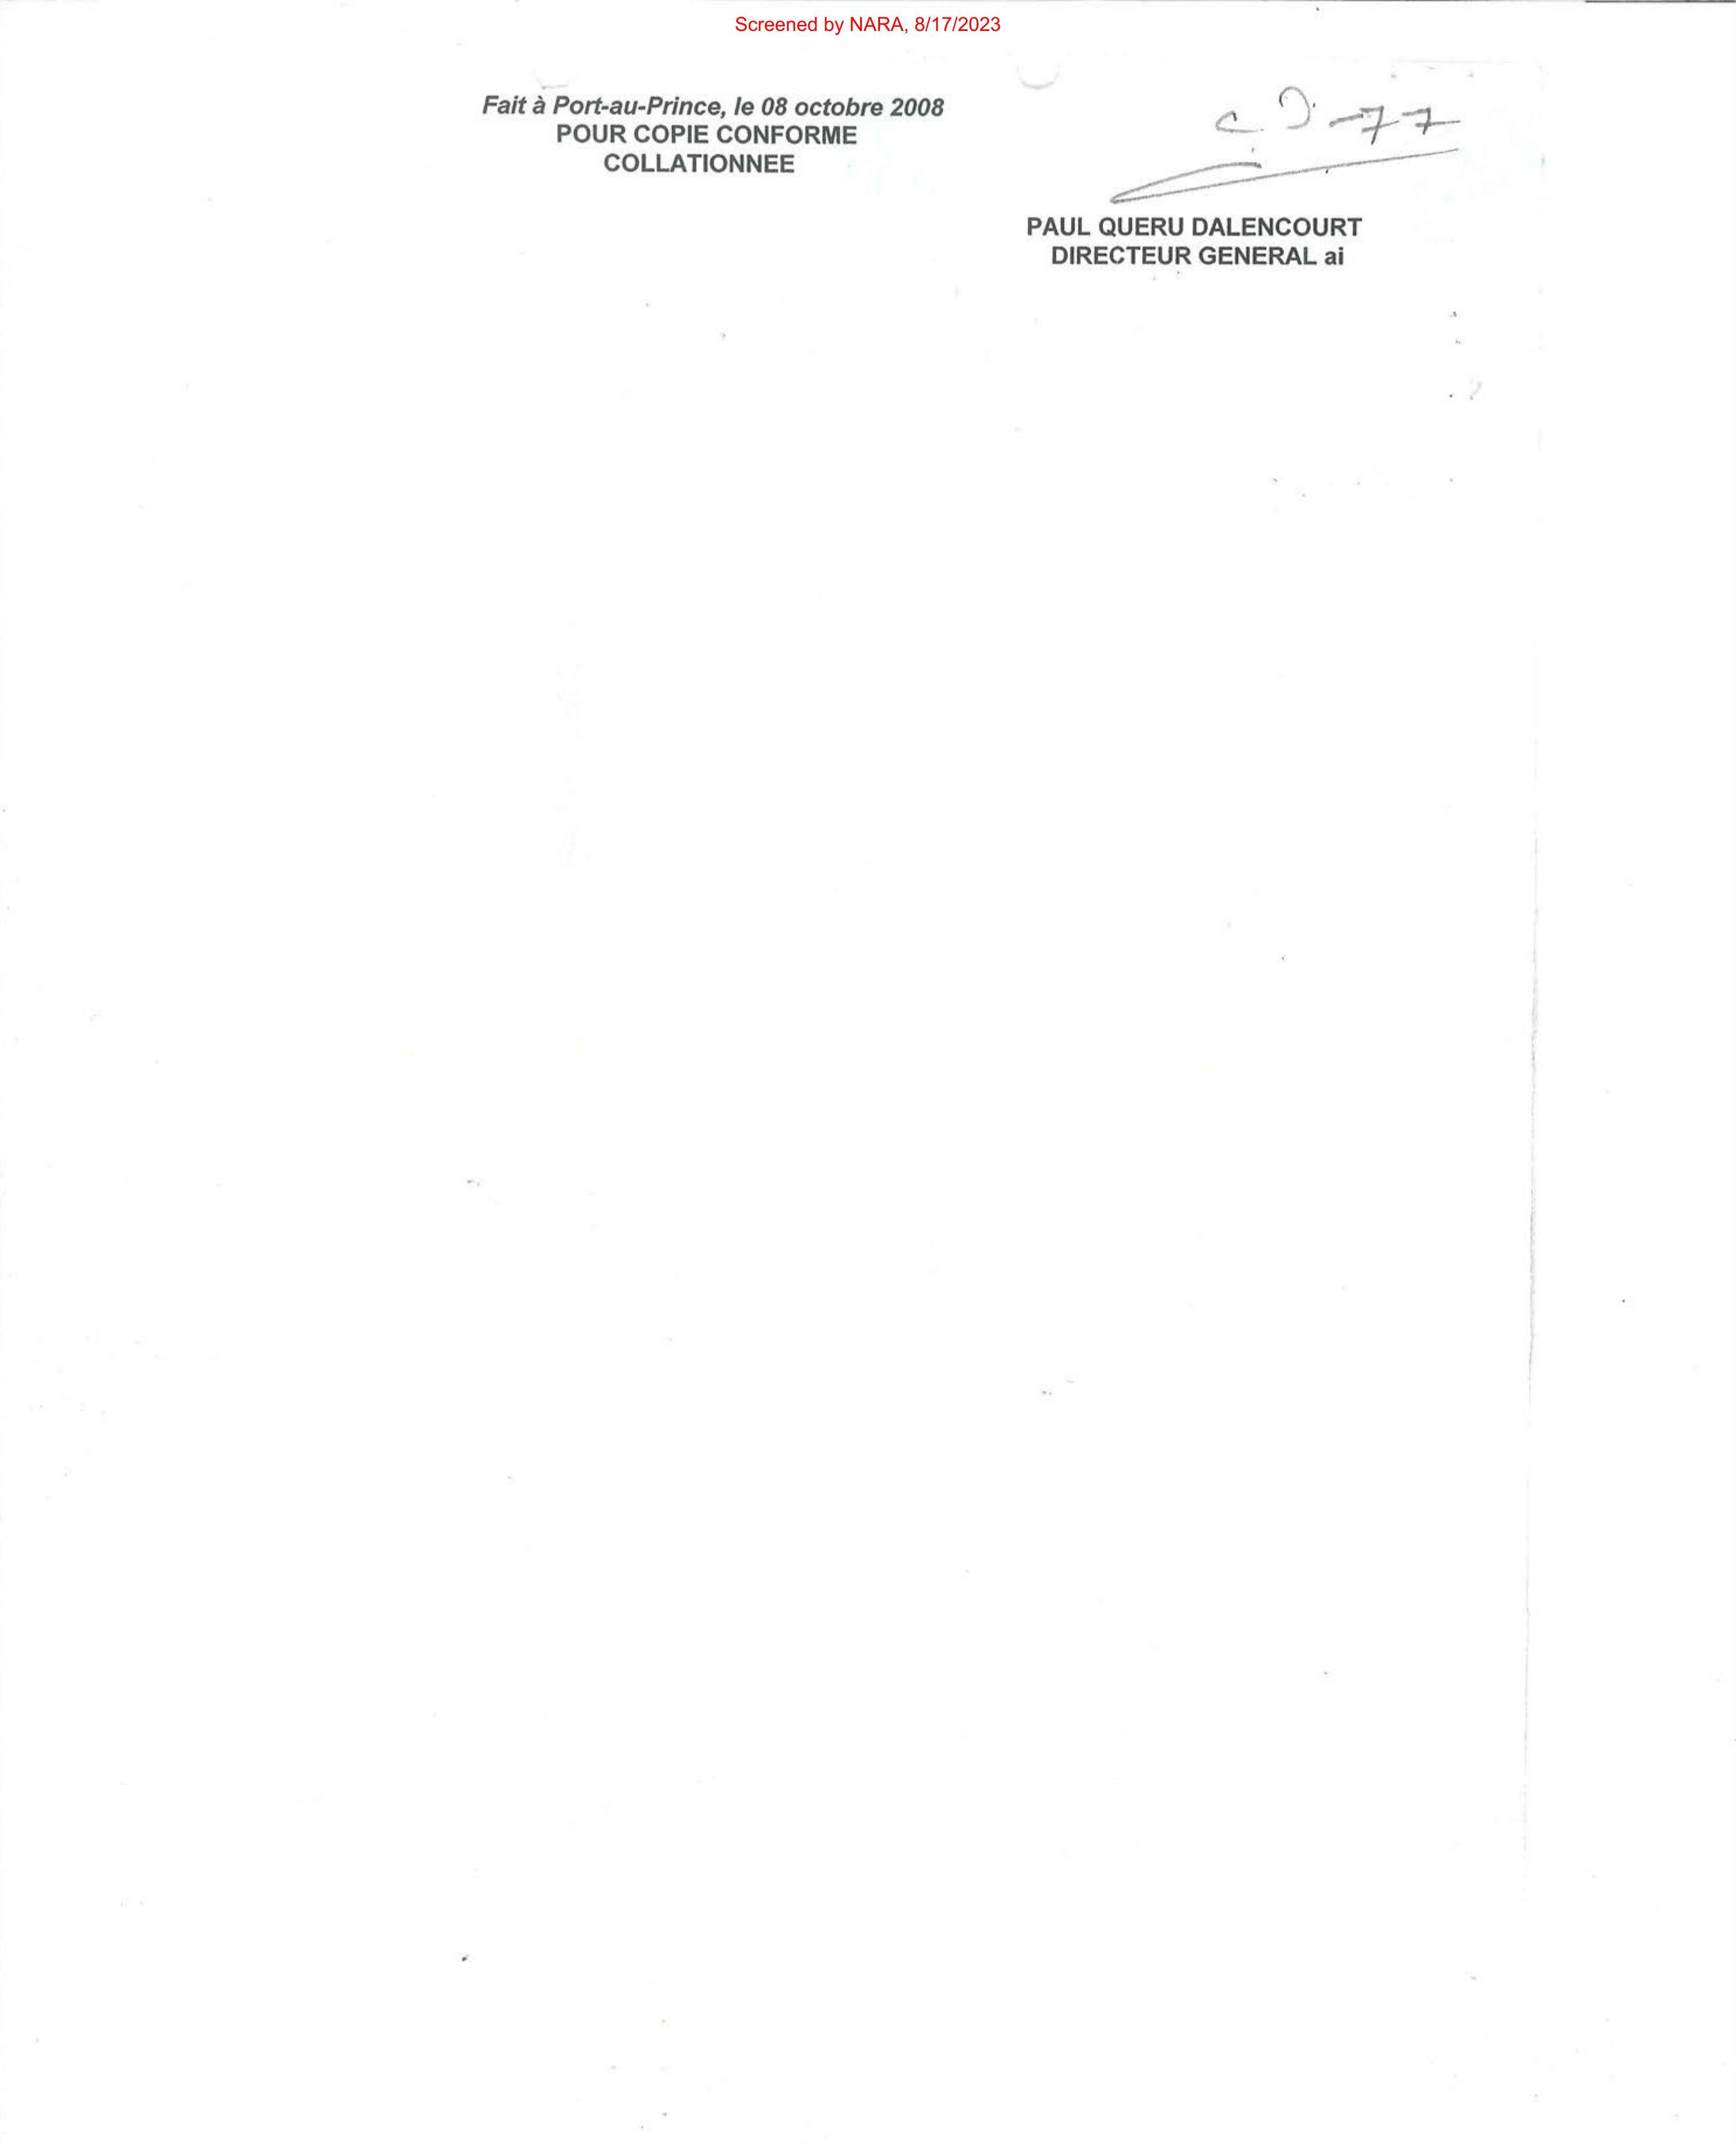 Screened by NARA, 8/17/2023
Fait à Port-au-Prince, le 08 octobre 2008
POUR COPIE CONFORME
COLLATIONNEE
PAUL QUERU DALENCOURT
DIRECTEUR GENERAL ai